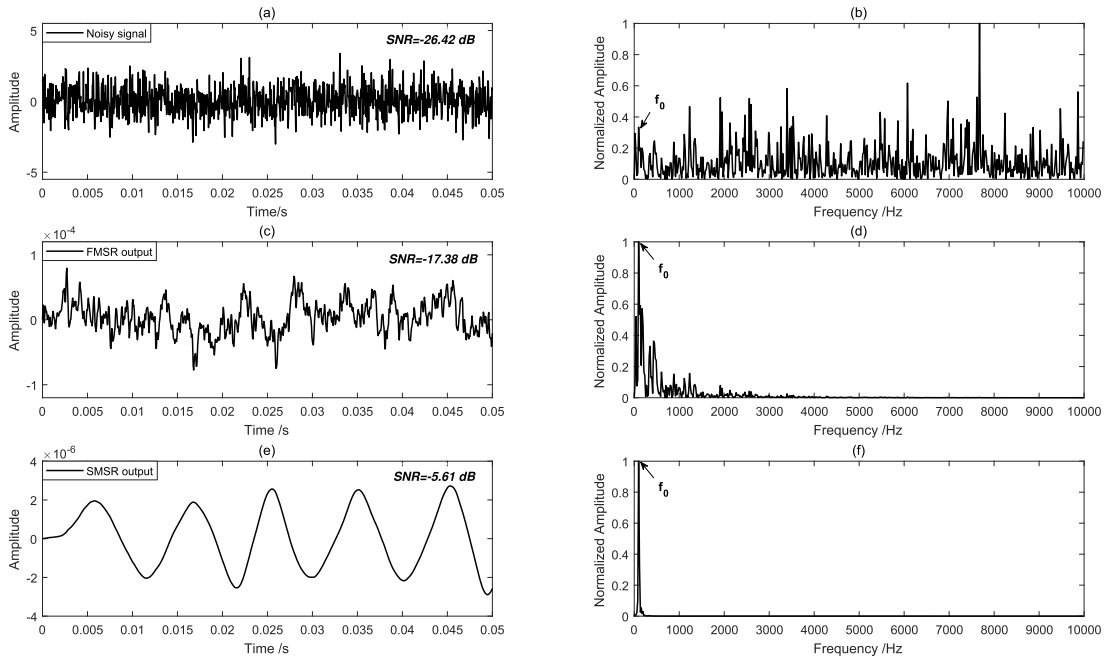 (a)
5
0
-5
Amplitude
Noisy signal
SNR=-26.42 dB
0 0.005 0.01 0.015 0.02 0.025 0.03 0.035 0.04 0.045 0.05
Time/s
(b)
1
0.8
0.6
0.4
0.2
0
Normalized Amplitude
f0
0 1000 2000 3000 4000 5000 6000 7000 8000 9000 10000
Frequency /Hz
(c)
×10-4
1
0
-1
Amplitude
FMSR output
SNR=-17.38 dB
0 0.005 0.01 0.015 0.02 0.025 0.03 0.035 0.04 0.045 0.05
Time /s
(d)
1
0.8
0.6
0.4
0.2
0
Normalized Amplitude
f0
0 1000 2000 3000 4000 5000 6000 7000 8000 9000 10000
Frequency /Hz
(e)
×10-6
4
2
0
-2
-4
Amplitude
SMSR output
SNR=-5.61 dB
0 0.005 0.01 0.015 0.02 0.025 0.03 0.035 0.04 0.045 0.05
Time /s
(f)
1
0.8
0.6
0.4
0.2
0
Normalized Amplitude
f0
0 1000 2000 3000 4000 5000 6000 7000 8000 9000 10000
Frequency /Hz